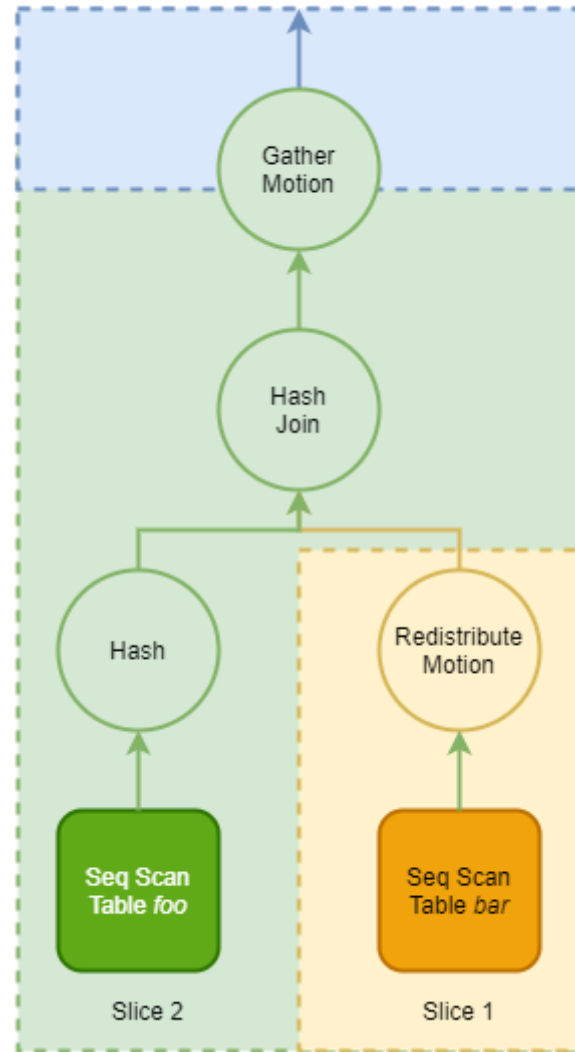 Gather
Motion
Hash
Join
Hash
Redistribute
Motion
Seq Scan
Table foo
Seq Scan
Table bar
Slice 2
Slice 1